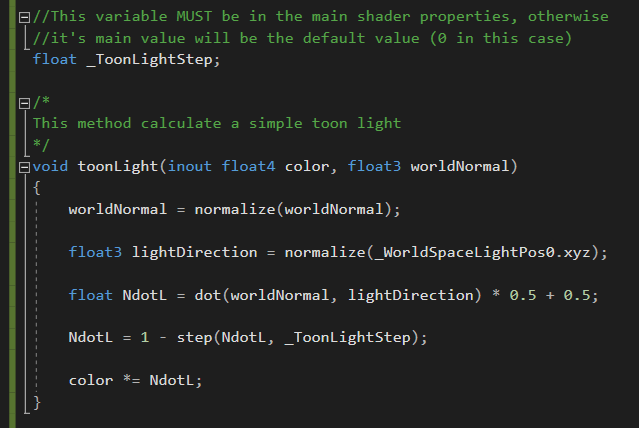 //This variable MUST be in the main shader properties, otherwise
//it's main value will be the default value (0 in this case)
float _ToonLightStep;
/*
This method calculate a simple toon light
*/
void toonLight(inout float4 color, float3 worldNormal)
{
worldNormal = normalize(worldNormal);
float3 lightDirection = normalize(_WorldSpaceLightPos0.xyz);
float NdotL = dot(worldNormal, lightDirection) * 0.5 + 0.5;
NdotL = 1 - step(NdotL, _ToonLightStep);
color *= NdotL;
}